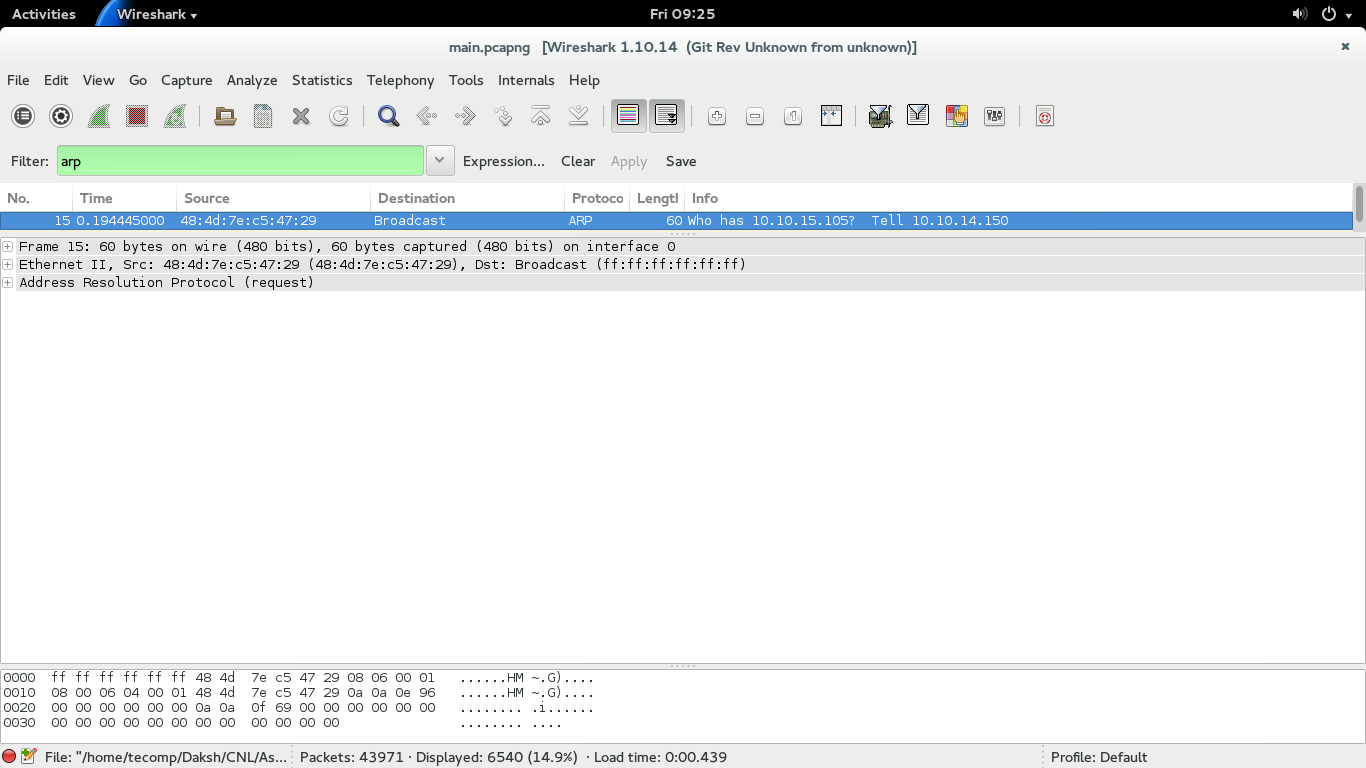 Activities Wireshark Fri 09:25
main.pcapng [Wireshark 1.10.14 (Git Rev Unknown from unknown)]
File Edit View Go Capture Analyze Statistics Telephony Tools Internals Help
Filter: arp Expression... Clear Apply Save
No. Time Source Destination Protoco Lengtl Info
15 0.194445000 48:4d:7e:c5:47:29 Broadcast ARP 60 Who has 10.10.15.105? Tell 10.10.14.150
Frame 15: 60 bytes on wire (480 bits), 60 bytes captured (480 bits) on interface 0
Ethernet II, Src: 48:4d:7e:c5:47:29 (48:4d:7e:c5:47:29), Dst: Broadcast (ff:ff:ff:ff:ff:ff)
Address Resolution Protocol (request)
0000 ff ff ff ff ff ff 48 4d 7e c5 47 29 08 06 00 01 ......HM ~.G)....
0010 08 00 06 04 00 01 48 4d 7e c5 47 29 0a 0a 0e 96 ......HM ~.G)....
0020 00 00 00 00 00 00 0a 0a 0f 69 00 00 00 00 00 00 ........ .i......
0030 00 00 00 00 00 00 00 00 00 00 00 00 ........ ....
File: "/home/tecomp/Daksh/CNL/As... Packets: 43971 · Displayed: 6540 (14.9%) · Load time: 0:00.439 Profile: Default